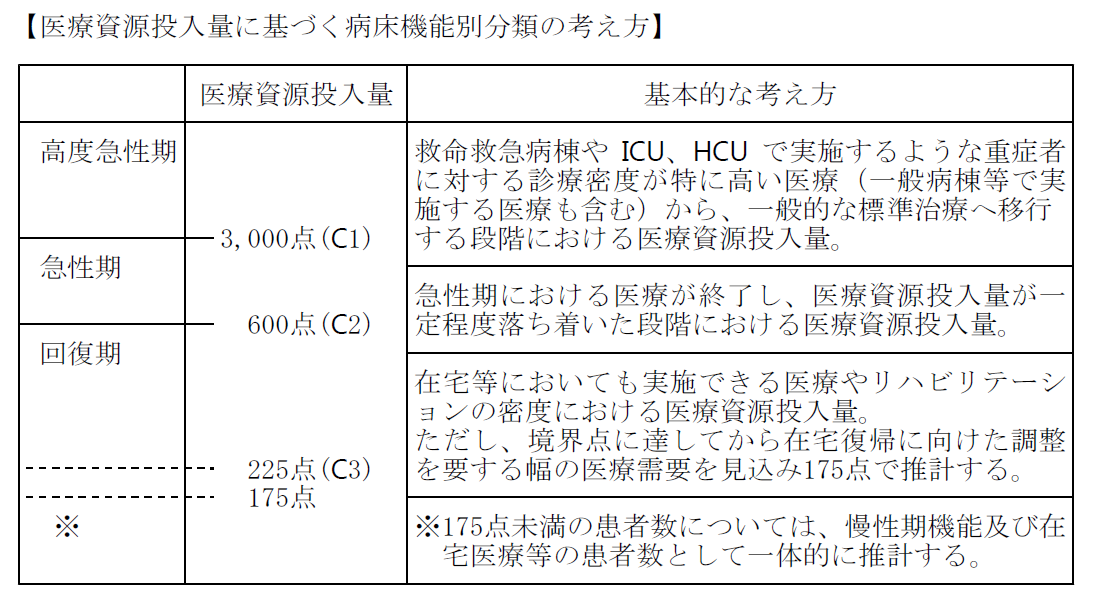 【医療資源投入量に基づく病床機能別分類の考え方】
医療資源投入量
基本的な考え方
高度急性期
救命救急病棟や ICU、HCU で実施するような重症者
に対する診療密度が特に高い医療（一般病棟等で実
施する医療も含む）から、一般的な標準治療へ移行
する段階における医療資源投入量。
3,000点(C1)
急性期
急性期における医療が終了し、医療資源投入量が一
定程度落ち着いた段階における医療資源投入量。
600点(C2)
回復期
在宅等においても実施できる医療やリハビリテーシ
ョンの密度における医療資源投入量。
ただし、境界点に達してから在宅復帰に向けた調整
を要する幅の医療需要を見込み175点で推計する。
225点(C3)
175点
※
※175点未満の患者数については、慢性期機能及び在
宅医療等の患者数として一体的に推計する。